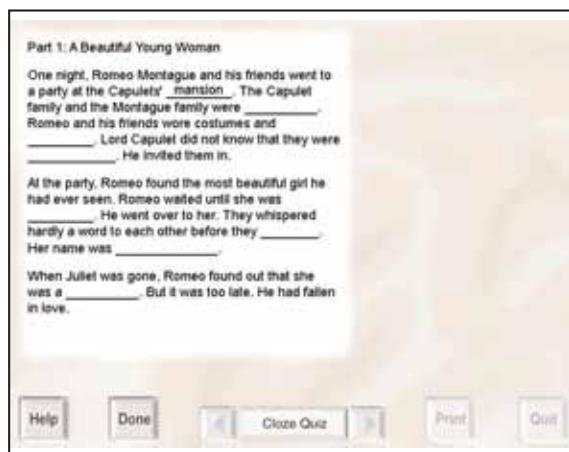 Part 1: A Beautiful Young Woman
One night, Romeo Montague and his friends went to
a party at the Capulets' mansion. The Capulet
family and the Montague family were __________.
Romeo and his friends wore costumes and
_________. Lord Capulet did not know that they were
____________. He invited them in.
At the party, Romeo found the most beautiful girl he
had ever seen. Romeo waited until she was
_________. He went over to her. They whispered
hardly a word to each other before they ________.
Her name was ______________.
When Juliet was gone, Romeo found out that she
was a __________. But it was too late. He had fallen
in love.
Help Done Cloze Quiz Print Quit